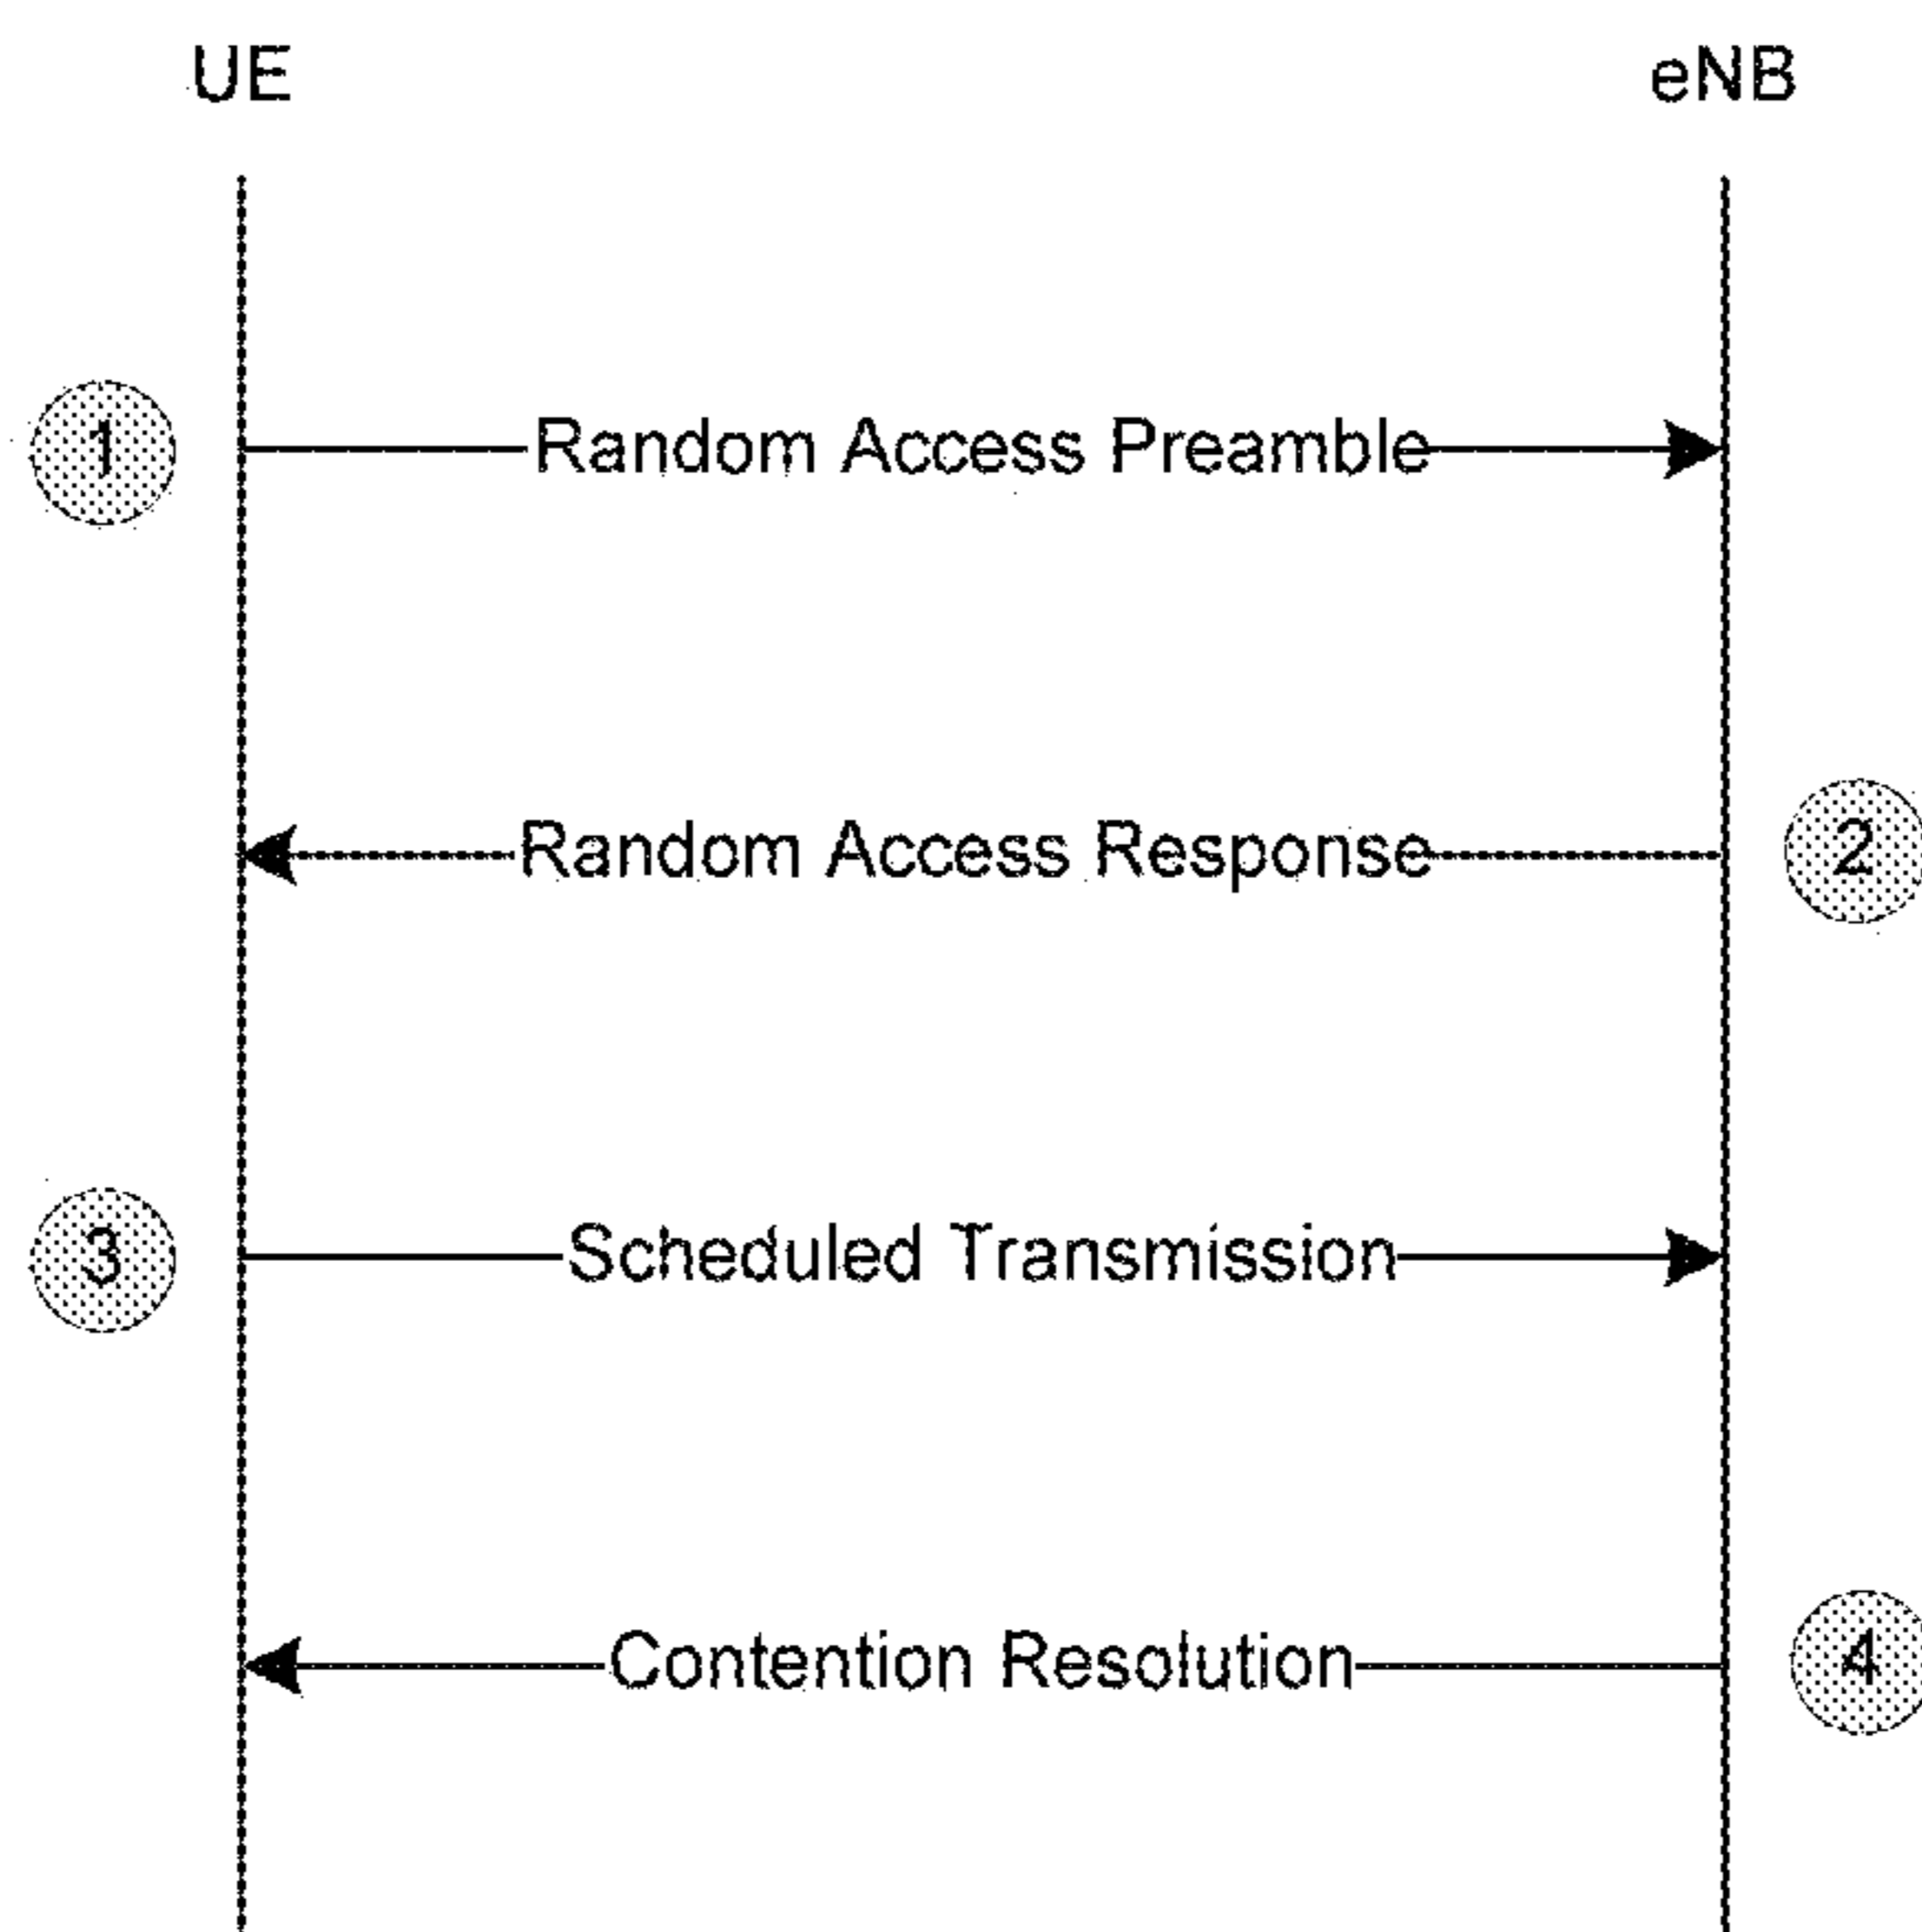 UE
eNB
1
Random Access Preamble
Random Access Response
2
3
Scheduled Transmission
Contention Resolution
4